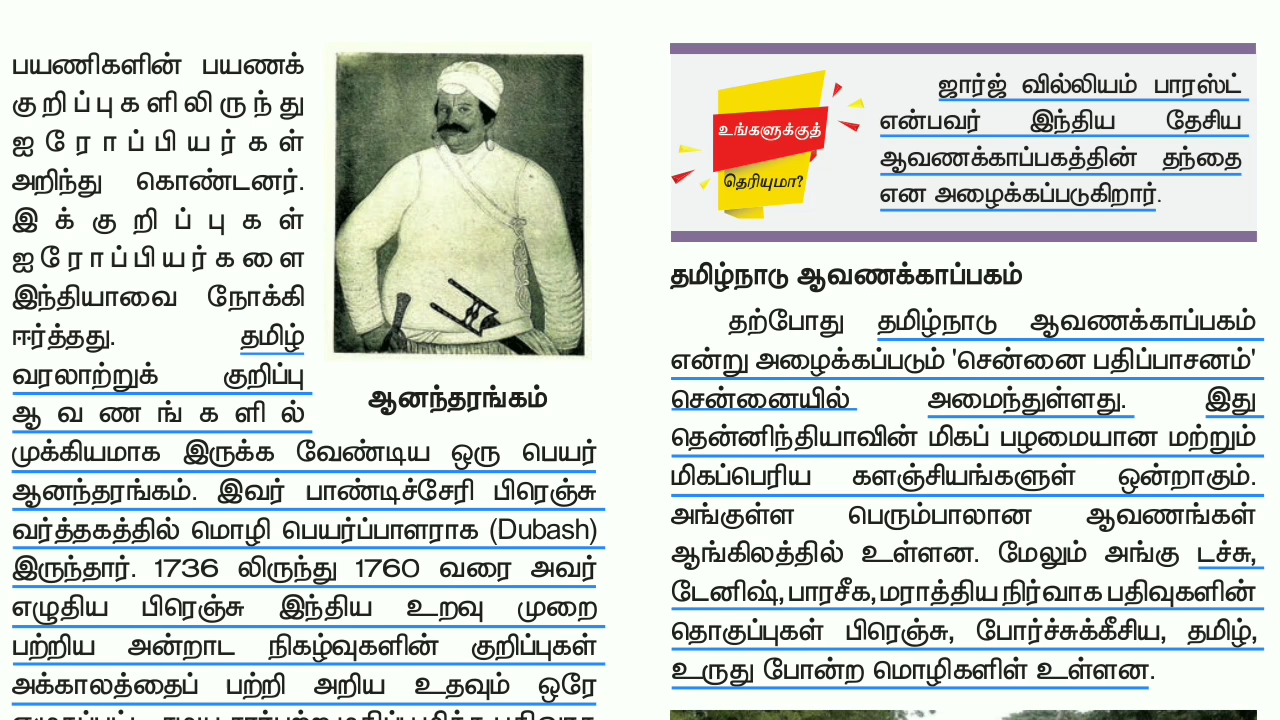 பயணிகளின் பயணக்
குறிப்புகளிலிருந்து
ஐரோப்பியர்கள்
அறிந்து கொண்டனர்.
இக்குறிப்புகள்
ஐரோப்பியர்களை
இந்தியாவை நோக்கி
ஈர்த்தது. தமிழ்
வரலாற்றுக் குறிப்பு
ஆவணங்களில்
ஆனந்தரங்கம்
முக்கியமாக இருக்க வேண்டிய ஒரு பெயர்
ஆனந்தரங்கம். இவர் பாண்டிச்சேரி பிரெஞ்சு
வர்த்தகத்தில் மொழி பெயர்ப்பாளராக (Dubash)
இருந்தார். 1736 லிருந்து 1760 வரை அவர்
எழுதிய பிரெஞ்சு இந்திய உறவு முறை
பற்றிய அன்றாட நிகழ்வுகளின் குறிப்புகள்
அக்காலத்தைப் பற்றி அறிய உதவும் ஒரே
உங்களுக்குத்
தெரியுமா?
ஜார்ஜ் வில்லியம் பாரஸ்ட்
என்பவர் இந்திய தேசிய
ஆவணக்காப்பகத்தின் தந்தை
என அழைக்கப்படுகிறார்.
தமிழ்நாடு ஆவணக்காப்பகம்
தற்போது தமிழ்நாடு ஆவணக்காப்பகம்
என்று அழைக்கப்படும் 'சென்னை பதிப்பாசனம்'
சென்னையில் அமைந்துள்ளது. இது
தென்னிந்தியாவின் மிகப் பழமையான மற்றும்
மிகப்பெரிய களஞ்சியங்களுள் ஒன்றாகும்.
அங்குள்ள பெரும்பாலான ஆவணங்கள்
ஆங்கிலத்தில் உள்ளன. மேலும் அங்கு டச்சு,
டேனிஷ், பாரசீக, மராத்திய நிர்வாக பதிவுகளின்
தொகுப்புகள் பிரெஞ்சு, போர்ச்சுக்கீசிய, தமிழ்,
உருது போன்ற மொழிகளிள் உள்ளன.